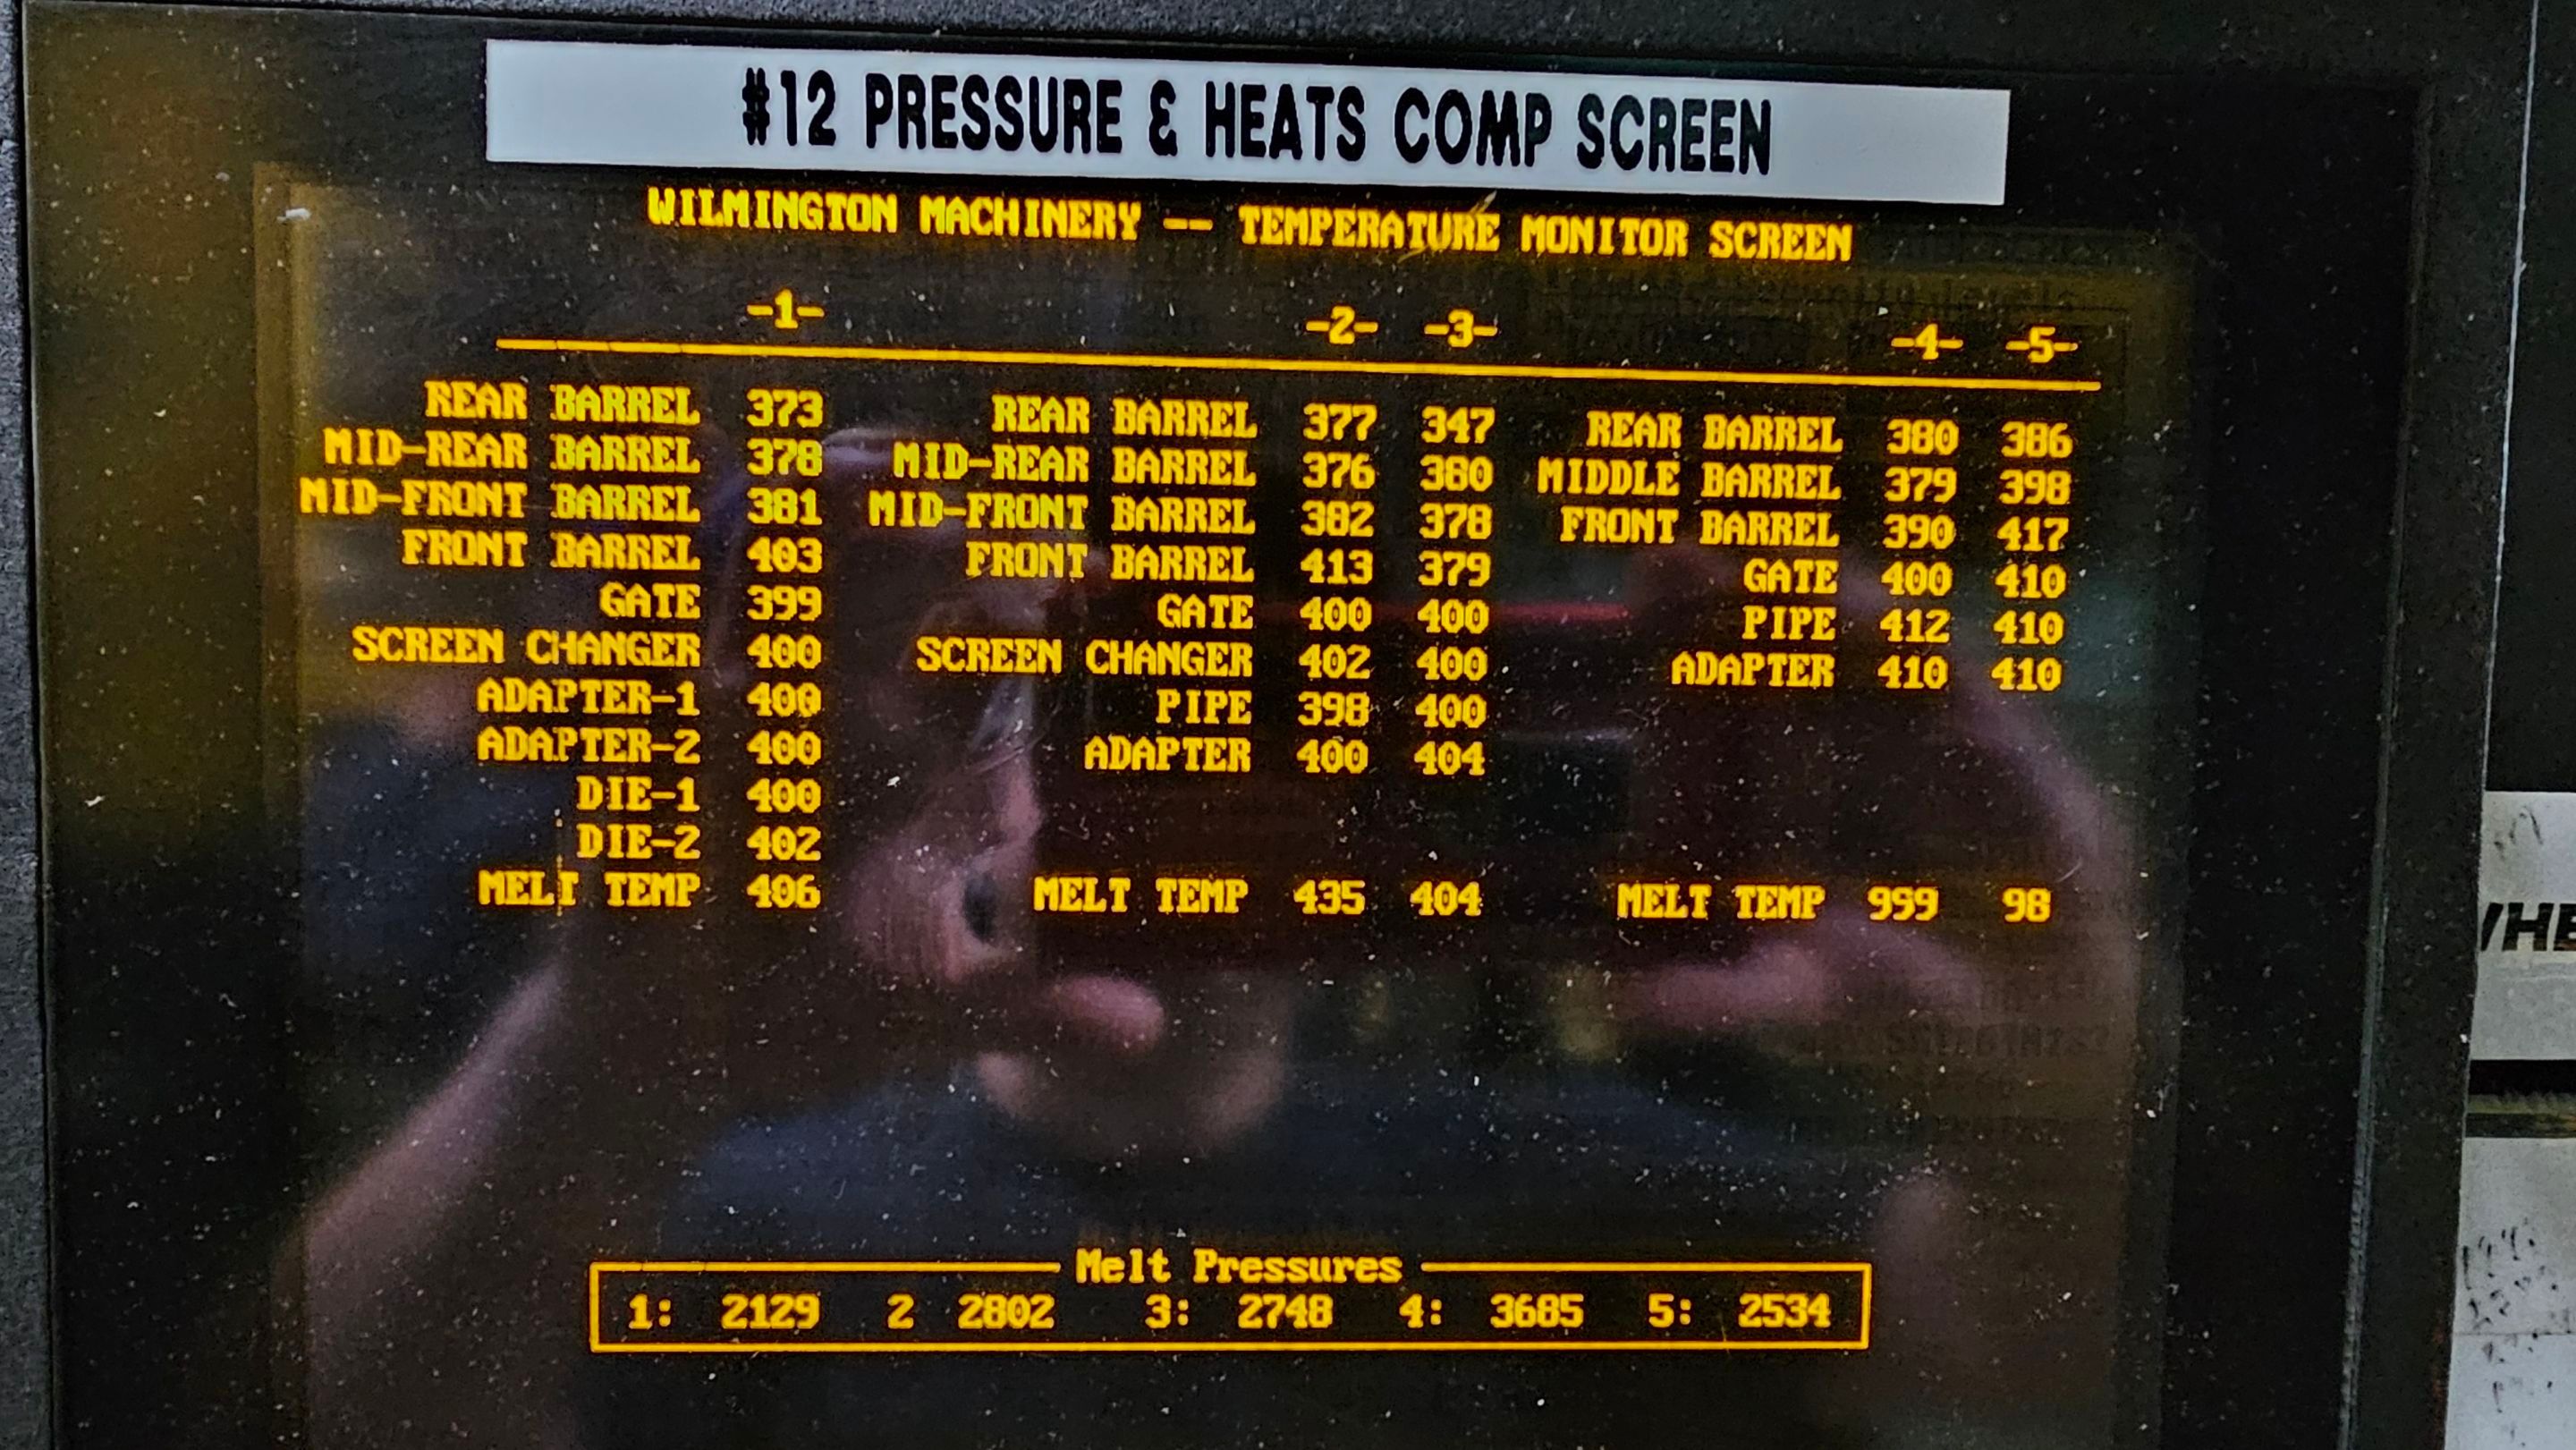 #12 PRESSURE & HEATS COMP SCREEN
WILMINGTON MACHINERY -- TEMPERATURE MONITOR SCREEN
-1- -2- -3- -4- -5-
REAR BARREL 373 REAR BARREL 377 347 REAR BARREL 380 386
MID-REAR BARREL 378 MID-REAR BARREL 376 380 MIDDLE BARREL 379 398
MID-FRONT BARREL 381 MID-FRONT BARREL 382 378 FRONT BARREL 390 417
FRONT BARREL 403 FRONT BARREL 413 379 GATE 400 410
GATE 399 GATE 400 400 PIPE 412 410
SCREEN CHANGER 400 SCREEN CHANGER 402 400 ADAPTER 410 410
ADAPTER-1 400 PIPE 398 400
ADAPTER-2 400 ADAPTER 400 404
DIE-1 400
DIE-2 402
MELT TEMP 406 MELT TEMP 435 404 MELT TEMP 999 98
Melt Pressures
1: 2129 2 2802 3: 2748 4: 3685 5: 2534